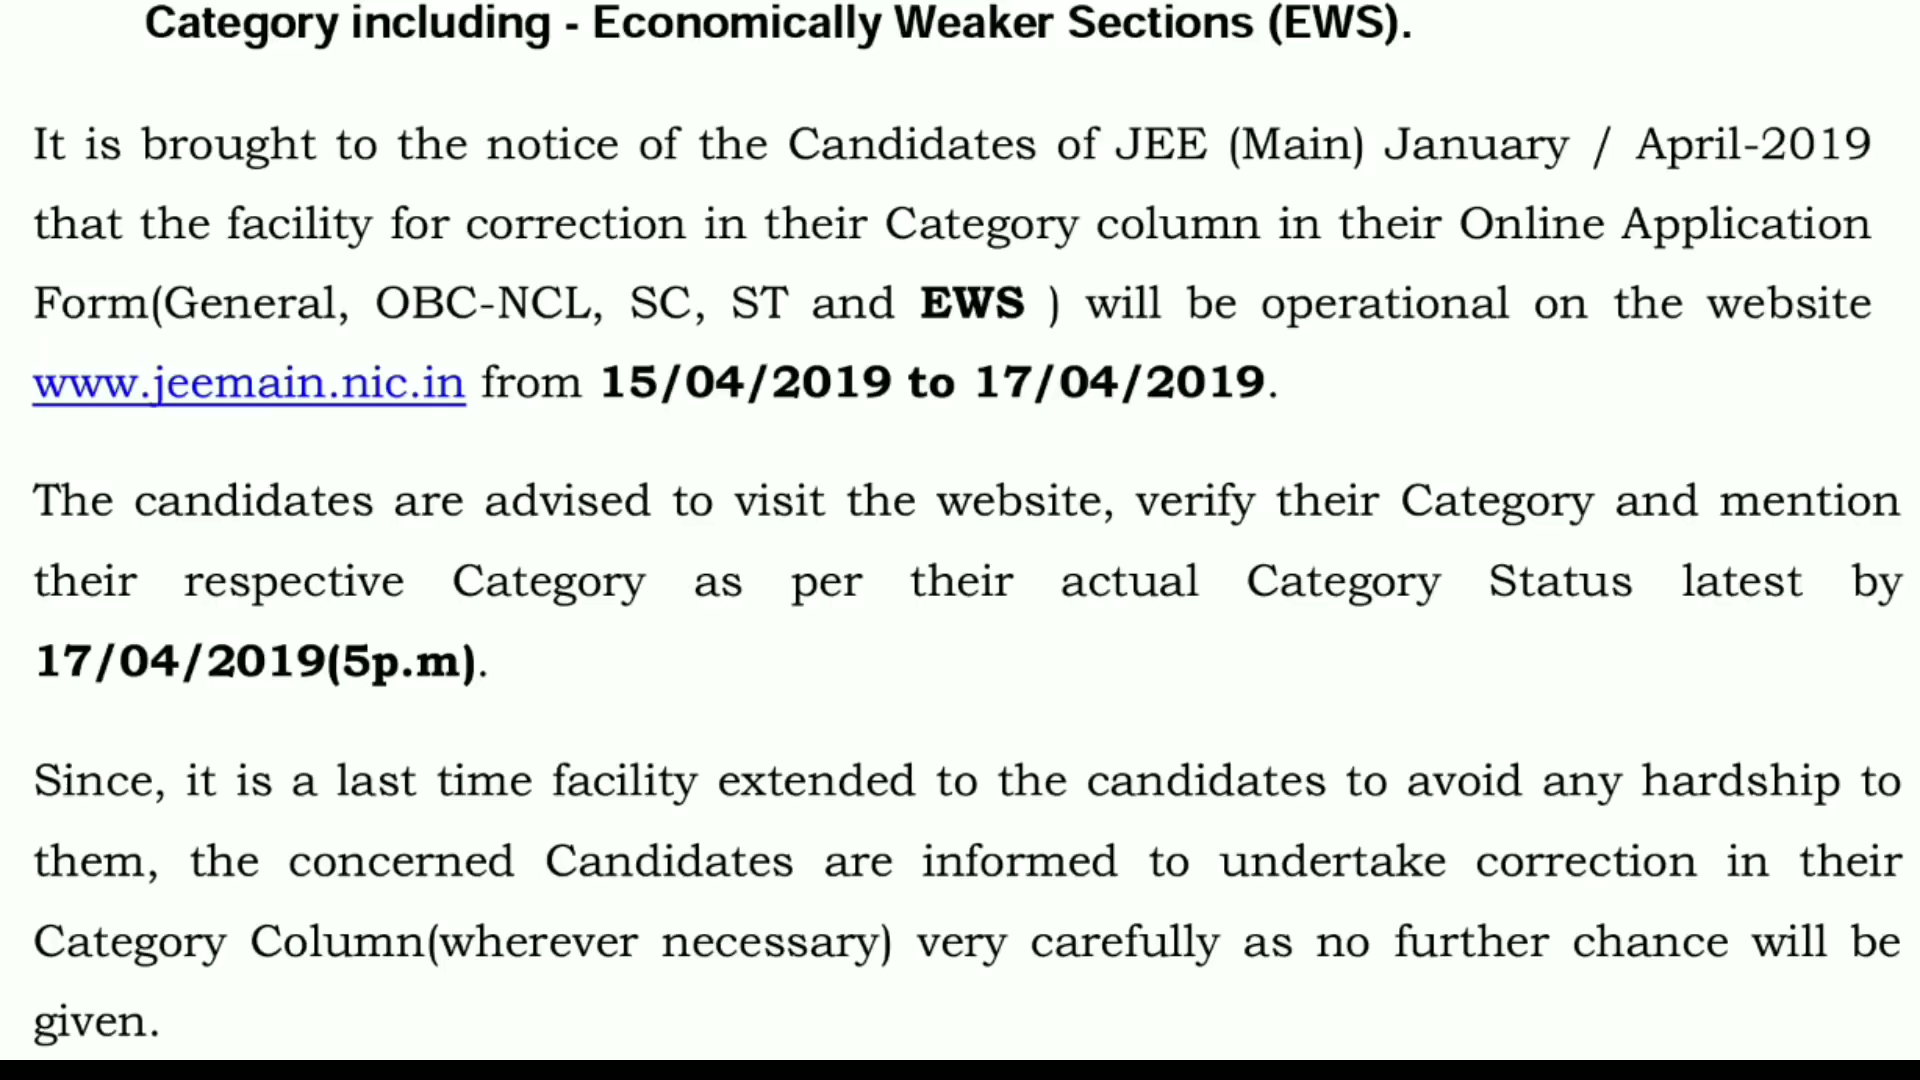 Category including - Economically Weaker Sections (EWS).
It is brought to the notice of the Candidates of JEE (Main) January / April-2019
that the facility for correction in their Category column in their Online Application
Form(General, OBC-NCL, SC, ST and EWS ) will be operational on the website
www.jeemain.nic.in from 15/04/2019 to 17/04/2019.
The candidates are advised to visit the website, verify their Category and mention
their respective Category as per their actual Category Status latest by
17/04/2019(5p.m).
Since, it is a last time facility extended to the candidates to avoid any hardship to
them, the concerned Candidates are informed to undertake correction in their
Category Column(wherever necessary) very carefully as no further chance will be
given.